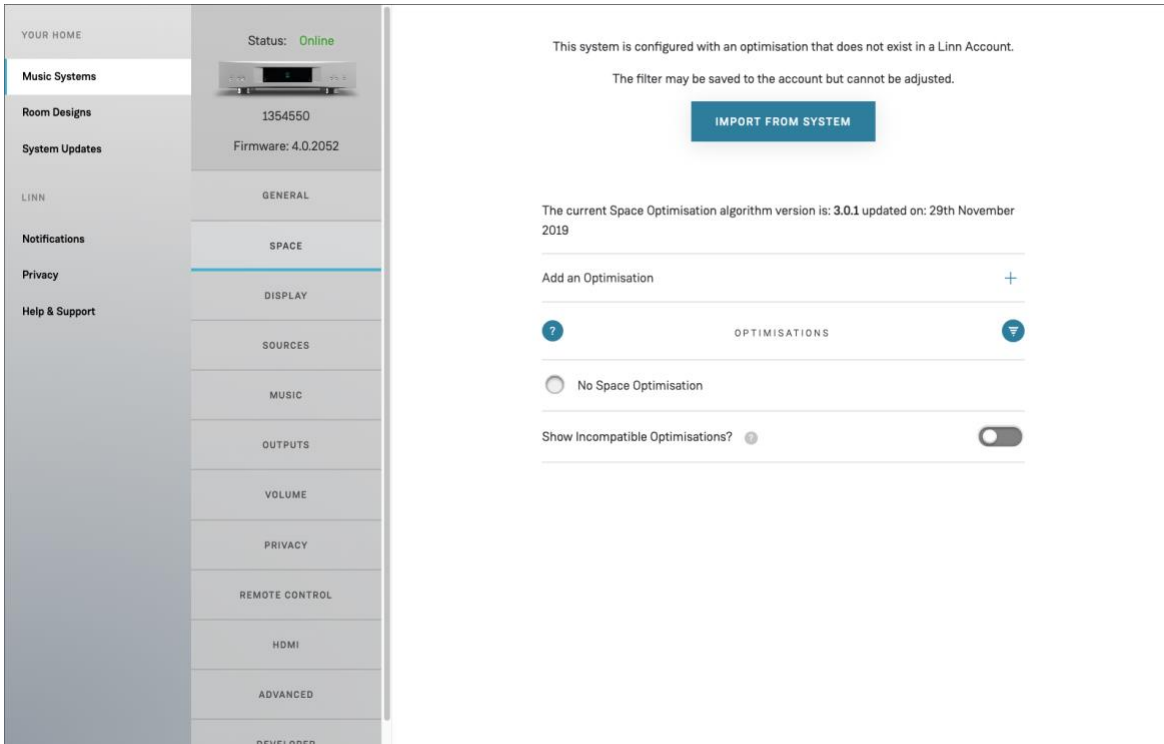 YOUR HOME
Music Systems
Room Designs
System Updates
LINN
Notifications
Privacy
Help & Support
Status: Online
1354550
Firmware: 4.0.2052
GENERAL
SPACE
DISPLAY
SOURCES
MUSIC
OUTPUTS
VOLUME
PRIVACY
REMOTE CONTROL
HDMI
ADVANCED
DEVELOPER
This system is configured with an optimisation that does not exist in a Linn Account.
The filter may be saved to the account but cannot be adjusted.
IMPORT FROM SYSTEM
The current Space Optimisation algorithm version is: 3.0.1 updated on: 29th November
2019
Add an Optimisation +
? OPTIMISATIONS
No Space Optimisation
Show Incompatible Optimisations? ?